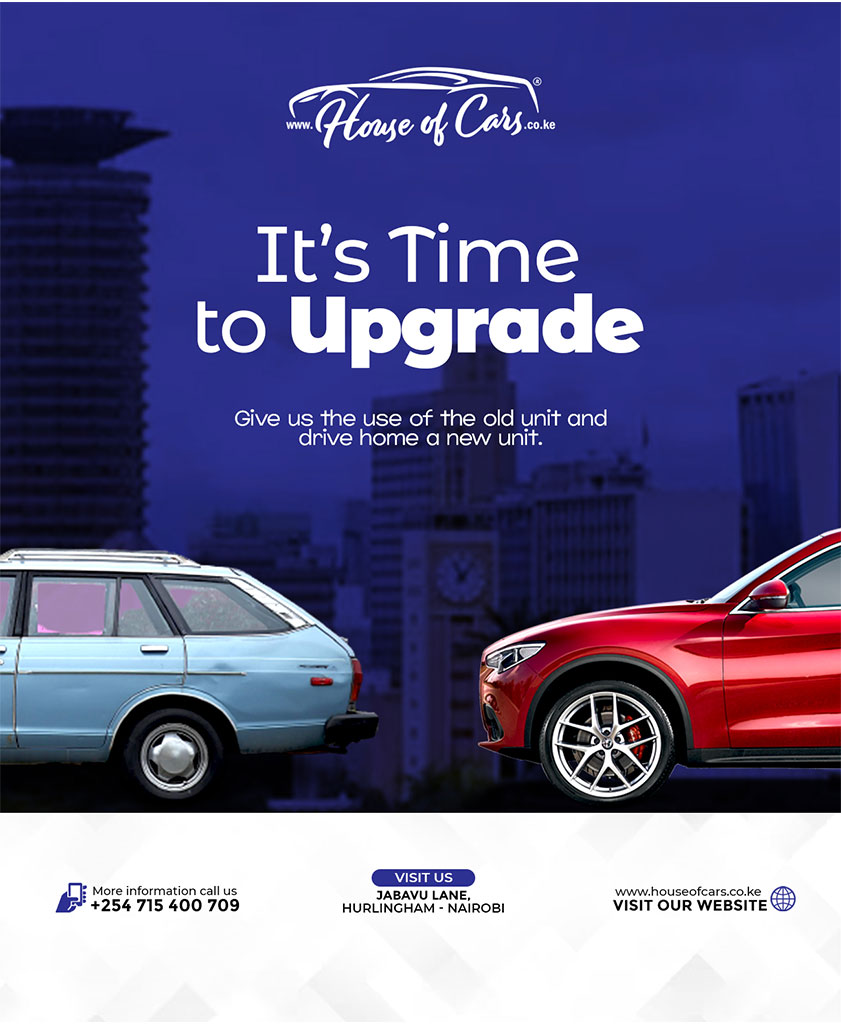 www.House of Cars.co.ke ®
It's Time
to Upgrade
Give us the use of the old unit and
drive home a new unit.
More information call us
+254 715 400 709
VISIT US
JABAVU LANE,
HURLINGHAM - NAIROBI
www.houseofcars.co.ke
VISIT OUR WEBSITE